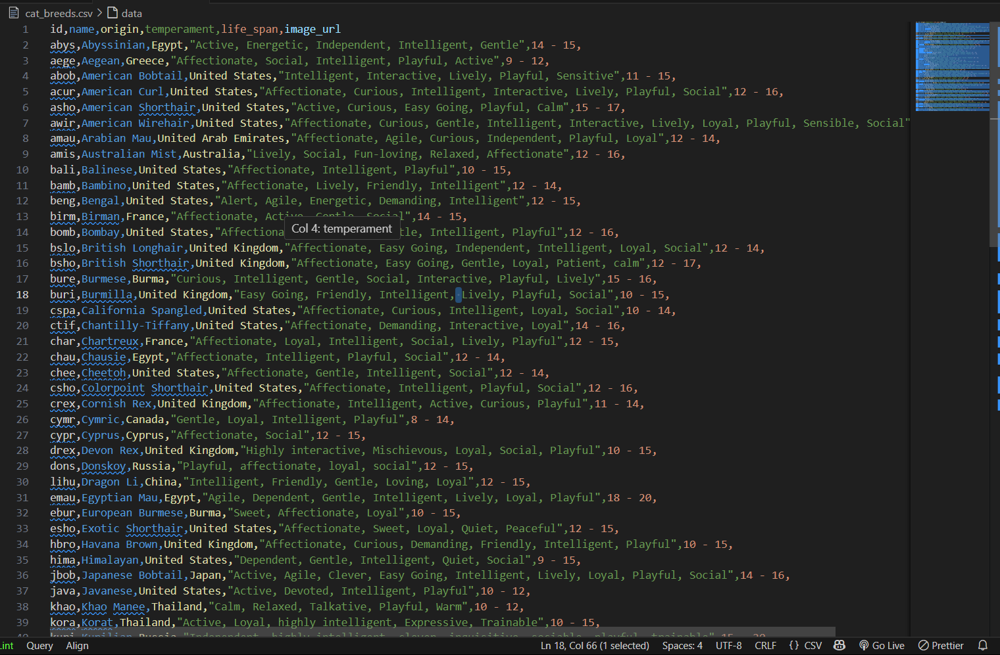 cat_breeds.csv > data
1 id,name,origin,temperament,life_span,image_url
2 abys,Abyssinian,Egypt,"Active, Energetic, Independent, Intelligent, Gentle",14 - 15,
3 aege,Aegean,Greece,"Affectionate, Social, Intelligent, Playful, Active",9 - 12,
4 abob,American Bobtail,United States,"Intelligent, Interactive, Lively, Playful, Sensitive",11 - 15,
5 acur,American Curl,United States,"Affectionate, Curious, Intelligent, Interactive, Lively, Playful, Social",12 - 16,
6 asho,American Shorthair,United States,"Active, Curious, Easy Going, Playful, Calm",15 - 17,
7 awir,American Wirehair,United States,"Affectionate, Curious, Gentle, Intelligent, Interactive, Lively, Loyal, Playful, Sensible, Social"
8 amau,Arabian Mau,United Arab Emirates,"Affectionate, Agile, Curious, Independent, Playful, Loyal",12 - 14,
9 amis,Australian Mist,Australia,"Lively, Social, Fun-loving, Relaxed, Affectionate",12 - 16,
10 bali,Balinese,United States,"Affectionate, Intelligent, Playful",10 - 15,
11 bamb,Bambino,United States,"Affectionate, Lively, Friendly, Intelligent",12 - 14,
12 beng,Bengal,United States,"Alert, Agile, Energetic, Demanding, Intelligent",12 - 15,
13 birm,Birman,France,"Affectionate, Active, Gentle, Social",14 - 15,
Col 4: temperament
14 bomb,Bombay,United States,"Affectiona tle, Intelligent, Playful",12 - 16,
15 bslo,British Longhair,United Kingdom,"Affectionate, Easy Going, Independent, Intelligent, Loyal, Social",12 - 14,
16 bsho,British Shorthair,United Kingdom,"Affectionate, Easy Going, Gentle, Loyal, Patient, calm",12 - 17,
17 bure,Burmese,Burma,"Curious, Intelligent, Gentle, Social, Interactive, Playful, Lively",15 - 16,
18 buri,Burmilla,United Kingdom,"Easy Going, Friendly, Intelligent, Lively, Playful, Social",10 - 15,
19 cspa,California Spangled,United States,"Affectionate, Curious, Intelligent, Loyal, Social",10 - 14,
20 ctif,Chantilly-Tiffany,United States,"Affectionate, Demanding, Interactive, Loyal",14 - 16,
21 char,Chartreux,France,"Affectionate, Loyal, Intelligent, Social, Lively, Playful",12 - 15,
22 chau,Chausie,Egypt,"Affectionate, Intelligent, Playful, Social",12 - 14,
23 chee,Cheetoh,United States,"Affectionate, Gentle, Intelligent, Social",12 - 14,
24 csho,Colorpoint Shorthair,United States,"Affectionate, Intelligent, Playful, Social",12 - 16,
25 crex,Cornish Rex,United Kingdom,"Affectionate, Intelligent, Active, Curious, Playful",11 - 14,
26 cymr,Cymric,Canada,"Gentle, Loyal, Intelligent, Playful",8 - 14,
27 cypr,Cyprus,Cyprus,"Affectionate, Social",12 - 15,
28 drex,Devon Rex,United Kingdom,"Highly interactive, Mischievous, Loyal, Social, Playful",10 - 15,
29 dons,Donskoy,Russia,"Playful, affectionate, loyal, social",12 - 15,
30 lihu,Dragon Li,China,"Intelligent, Friendly, Gentle, Loving, Loyal",12 - 15,
31 emau,Egyptian Mau,Egypt,"Agile, Dependent, Gentle, Intelligent, Lively, Loyal, Playful",18 - 20,
32 ebur,European Burmese,Burma,"Sweet, Affectionate, Loyal",10 - 15,
33 esho,Exotic Shorthair,United States,"Affectionate, Sweet, Loyal, Quiet, Peaceful",12 - 15,
34 hbro,Havana Brown,United Kingdom,"Affectionate, Curious, Demanding, Friendly, Intelligent, Playful",10 - 15,
35 hima,Himalayan,United States,"Dependent, Gentle, Intelligent, Quiet, Social",9 - 15,
36 jbob,Japanese Bobtail,Japan,"Active, Agile, Clever, Easy Going, Intelligent, Lively, Loyal, Playful, Social",14 - 16,
37 java,Javanese,United States,"Active, Devoted, Intelligent, Playful",10 - 12,
38 khao,Khao Manee,Thailand,"Calm, Relaxed, Talkative, Playful, Warm",10 - 12,
39 kora,Korat,Thailand,"Active, Loyal, highly intelligent, Expressive, Trainable",10 - 15,
40 kuri,Kurilian,Russia,"Independent, highly intelligent, clever, inquisitive, sociable, playful, trainable",15 - 20,
Lint Query Align Ln 18, Col 66 (1 selected) Spaces: 4 UTF-8 CRLF {} CSV Go Live Prettier